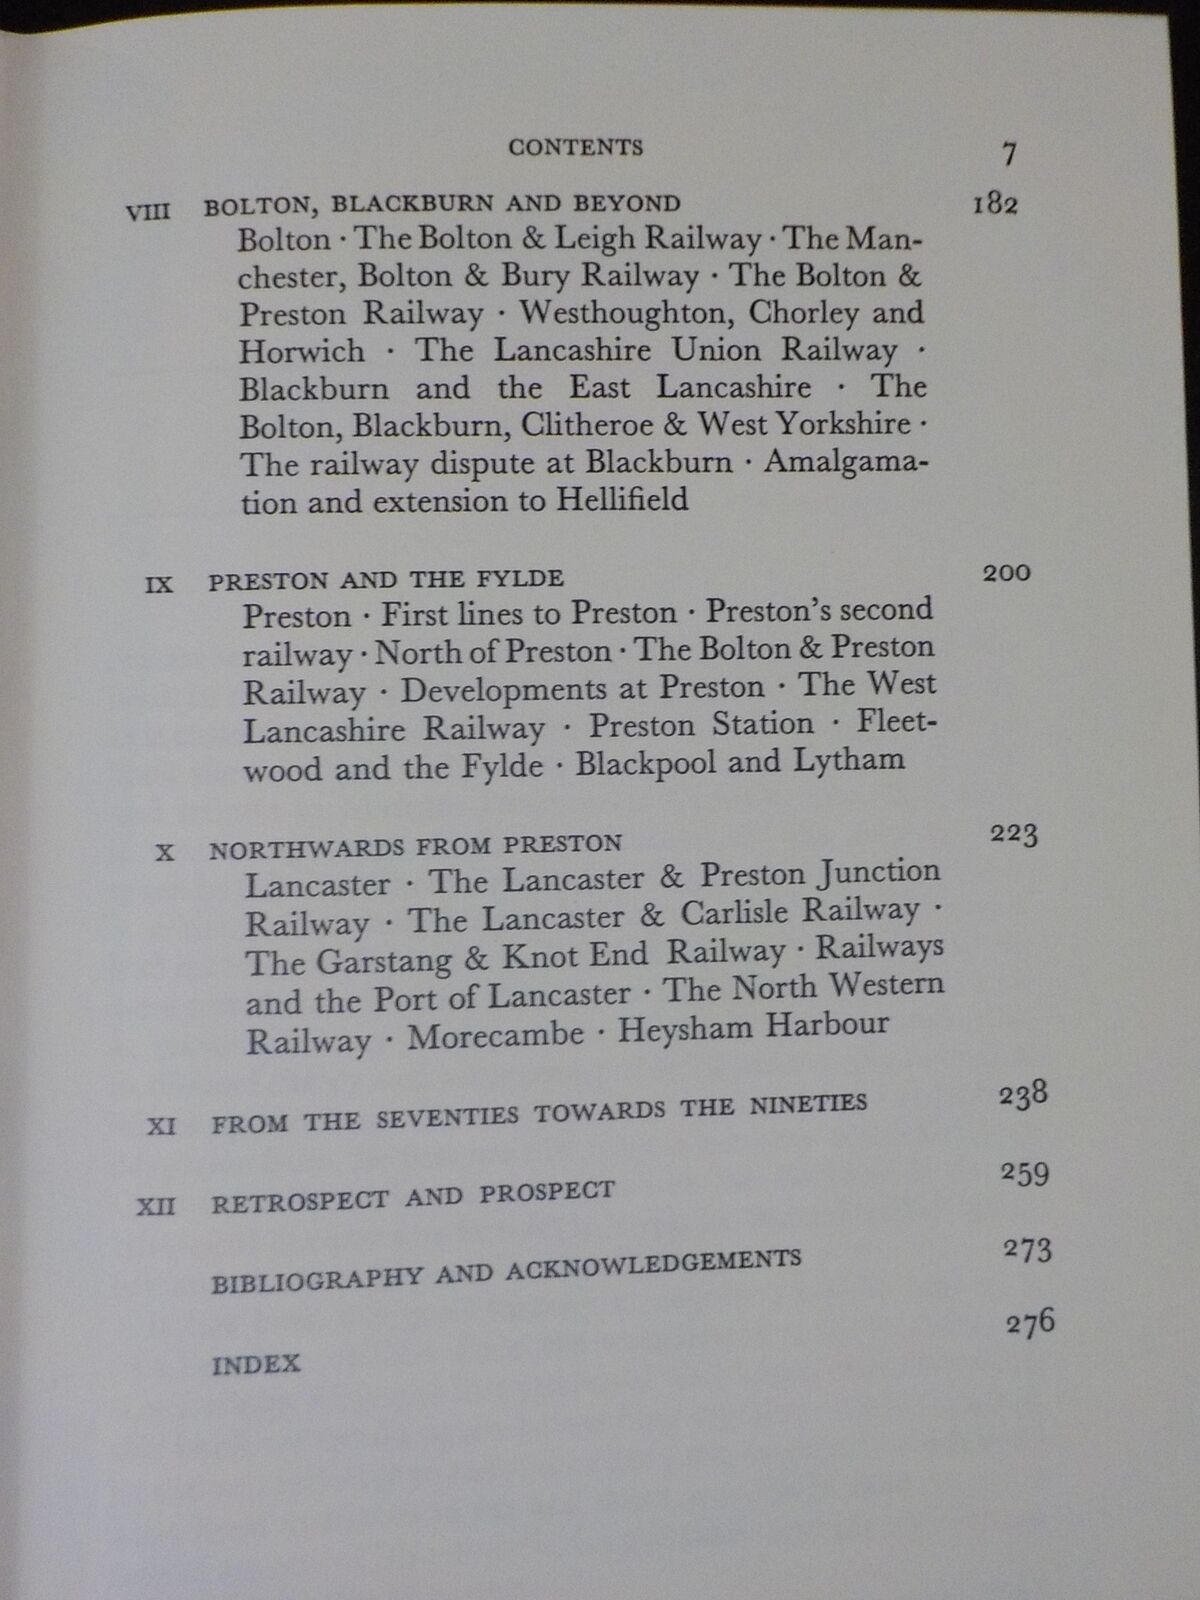 CONTENTS 7
VIII BOLTON, BLACKBURN AND BEYOND 182
Bolton · The Bolton & Leigh Railway · The Man-
chester, Bolton & Bury Railway · The Bolton &
Preston Railway · Westhoughton, Chorley and
Horwich · The Lancashire Union Railway ·
Blackburn and the East Lancashire · The
Bolton, Blackburn, Clitheroe & West Yorkshire ·
The railway dispute at Blackburn · Amalgama-
tion and extension to Hellifield
IX PRESTON AND THE FYLDE 200
Preston · First lines to Preston · Preston's second
railway · North of Preston · The Bolton & Preston
Railway · Developments at Preston · The West
Lancashire Railway · Preston Station · Fleet-
wood and the Fylde · Blackpool and Lytham
X NORTHWARDS FROM PRESTON 223
Lancaster · The Lancaster & Preston Junction
Railway · The Lancaster & Carlisle Railway ·
The Garstang & Knot End Railway · Railways
and the Port of Lancaster · The North Western
Railway · Morecambe · Heysham Harbour
XI FROM THE SEVENTIES TOWARDS THE NINETIES 238
XII RETROSPECT AND PROSPECT 259
BIBLIOGRAPHY AND ACKNOWLEDGEMENTS 273
INDEX 276